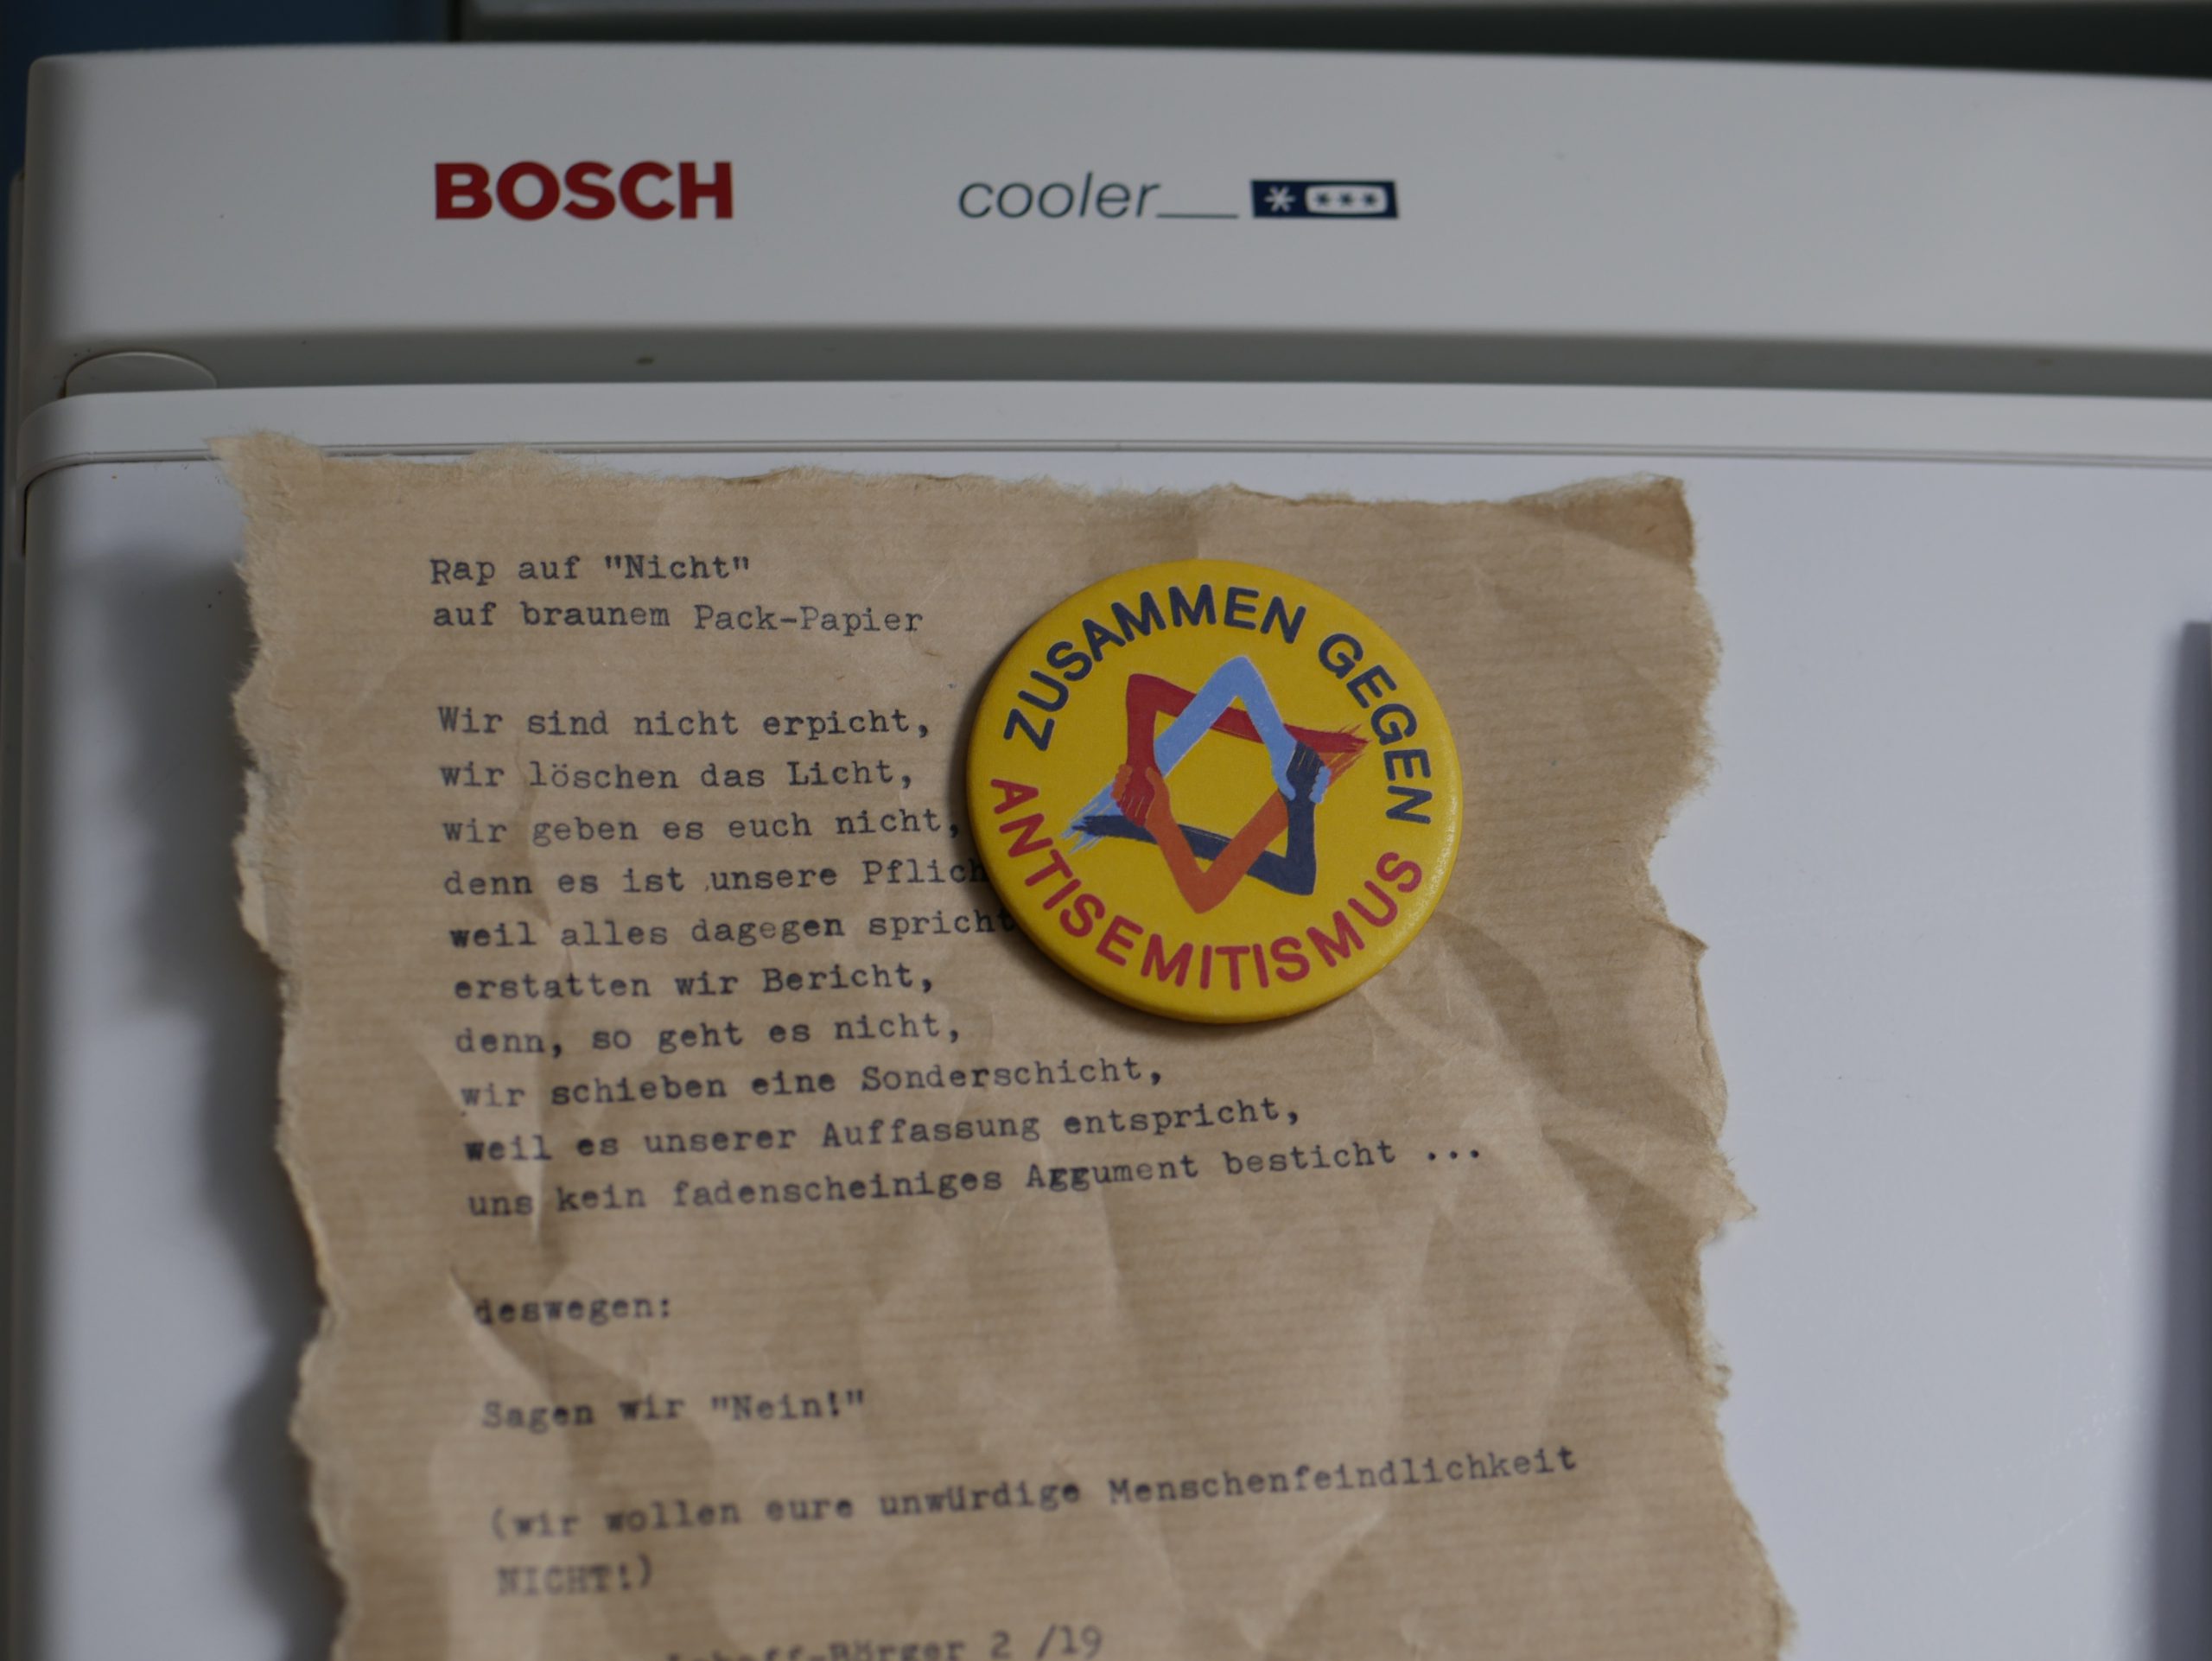 BOSCH
cooler
Rap auf "Nicht"
auf braunem Pack-Papier
Wir sind nicht erpicht,
wir löschen das Licht,
wir geben es euch nicht,
denn es ist unsere Pflich
weil alles dagegen spricht
erstatten wir Bericht,
denn, so geht es nicht,
wir schieben eine Sonderschicht,
weil es unserer Auffassung entspricht,
uns kein fadenscheiniges Aggument besticht ...
deswegen:
Sagen wir "Nein!"
(wir wollen eure unwürdige Menschenfeindlichkeit
NICHT!)
2 /19
ZUSAMMEN GEGEN
ANTISEMITISMUS